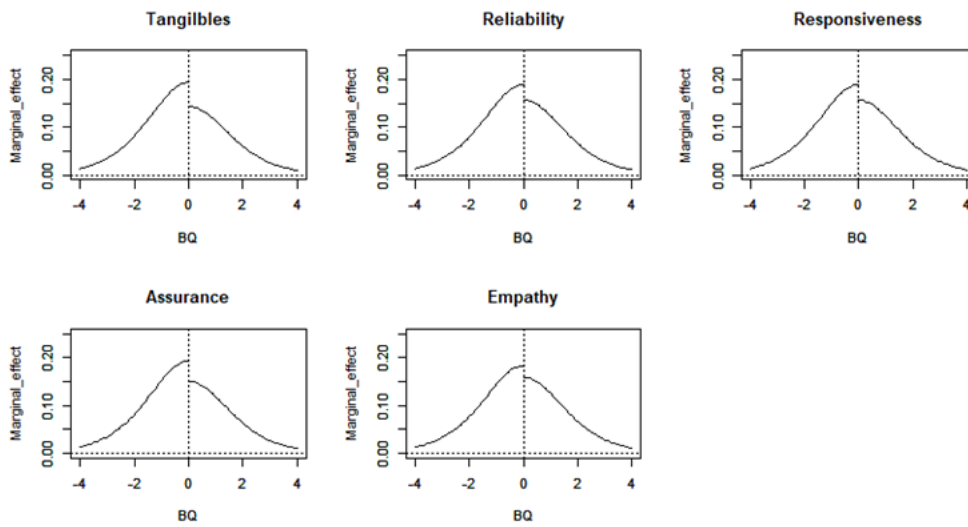 Tangilbles
Marginal_effect
0.00 0.10 0.20
-4 -2 0 2 4
BQ
Reliability
Marginal_effect
0.00 0.10 0.20
-4 -2 0 2 4
BQ
Responsiveness
Marginal_effect
0.00 0.10 0.20
-4 -2 0 2 4
BQ
Assurance
Marginal_effect
0.00 0.10 0.20
-4 -2 0 2 4
BQ
Empathy
Marginal_effect
0.00 0.10 0.20
-4 -2 0 2 4
BQ